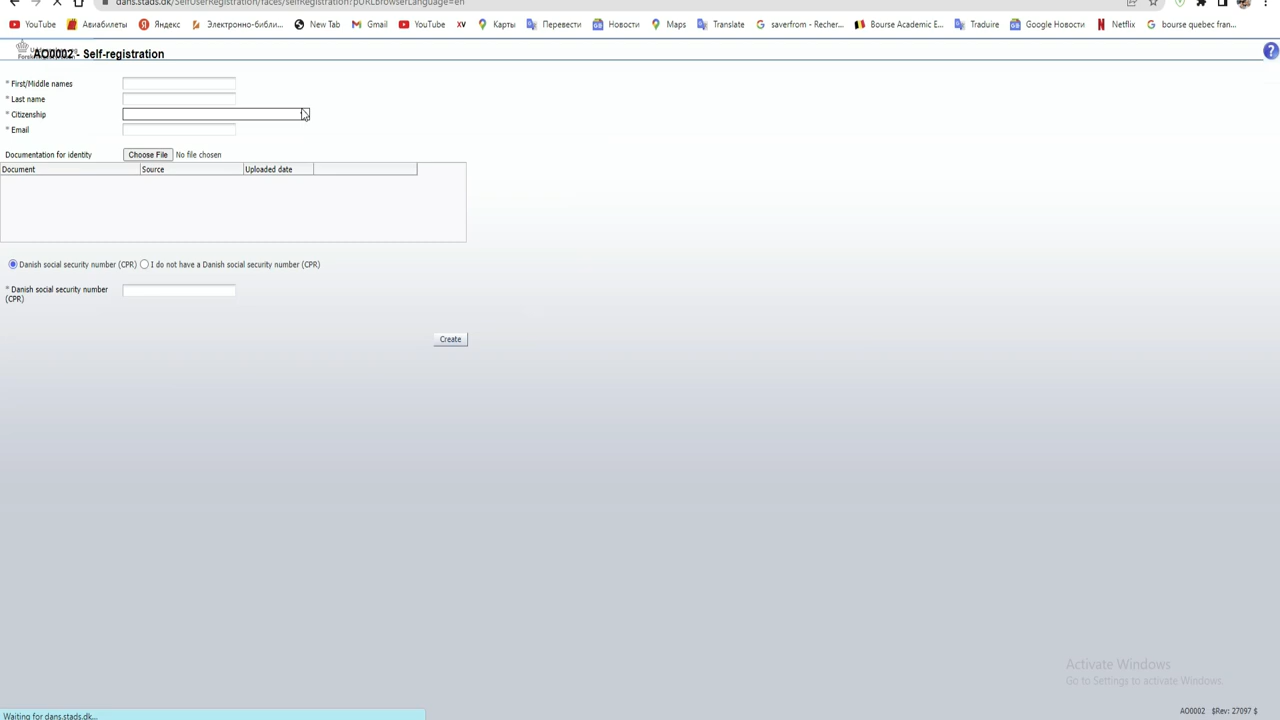 dans.stads.dk/SelfUserRegistration/faces/selfRegistration?pURLBrowserLanguage=en
YouTube Авиабилеты Яндекс Электронно-библи... New Tab Gmail YouTube XV Карты Перевести Новости Maps Translate saverfrom - Recher... Bourse Academic E... Traduire Google Новости Netflix bourse quebec fran...
AO0002 - Self-registration
* First/Middle names
* Last name
* Citizenship
* Email
Documentation for identity Choose File No file chosen
Document Source Uploaded date
Danish social security number (CPR) I do not have a Danish social security number (CPR)
* Danish social security number
(CPR)
Create
Activate Windows
Go to Settings to activate Windows.
AO0002 $Rev: 27097 $
Waiting for dans.stads.dk...